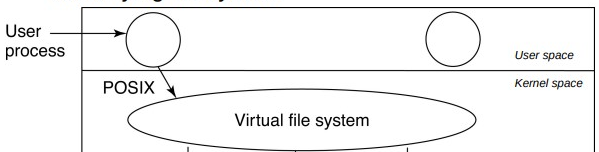 User
process
User space
Kernel space
POSIX
Virtual file system